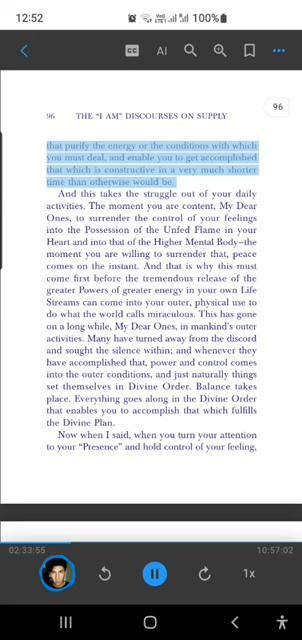 12:52
100%
CC
AI
96
96 THE “I AM” DISCOURSES ON SUPPLY
that purify the energy or the conditions with which
you must deal, and enable you to get accomplished
that which is constructive in a very much shorter
time than otherwise would be.
And this takes the struggle out of your daily
activities. The moment you are content, My Dear
Ones, to surrender the control of your feelings
into the Possession of the Unfed Flame in your
Heart and into that of the Higher Mental Body—the
moment you are willing to surrender that, peace
comes on the instant. And that is why this must
come first before the tremendous release of the
greater Powers of greater energy in your own Life
Streams can come into your outer, physical use to
do what the world calls miraculous. This has gone
on a long while, My Dear Ones, in mankind’s outer
activities. Many have turned away from the discord
and sought the silence within; and whenever they
have accomplished that, power and control comes
into the outer conditions, and just naturally things
set themselves in Divine Order. Balance takes
place. Everything goes along in the Divine Order
that enables you to accomplish that which fulfills
the Divine Plan.
Now when I said, when you turn your attention
to your “Presence” and hold control of your feeling,
02:33:55 10:57:02
1x